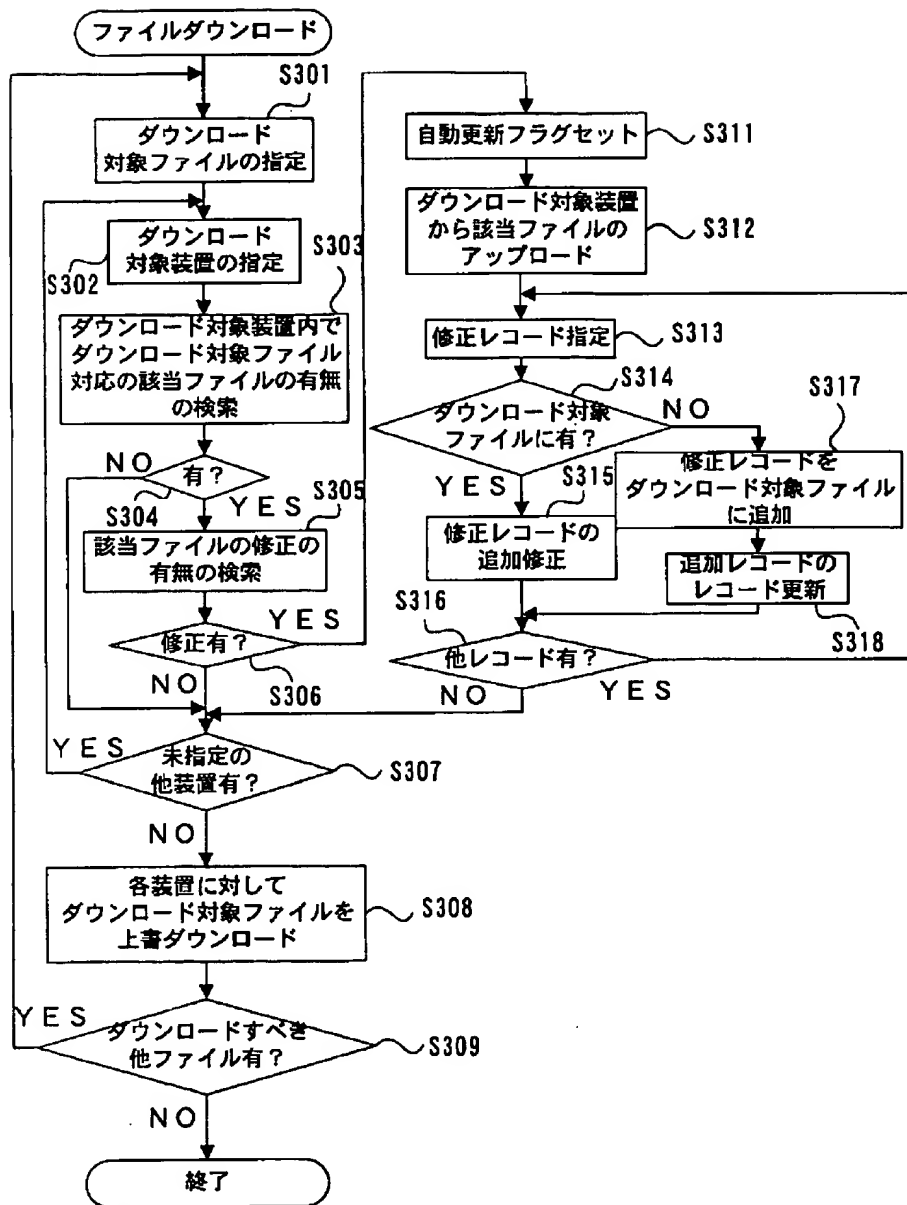 ファイルダウンロード
S301
ダウンロード
対象ファイルの指定
ダウンロード
対象装置の指定
S302
S303
ダウンロード対象装置内で
ダウンロード対象ファイル
対応の該当ファイルの有無
の検索
NO
有?
YES
S304
S305
該当ファイルの修正の
有無の検索
修正有?
YES
NO
S306
YES
未指定の
他装置有?
S307
NO
各装置に対して
ダウンロード対象ファイルを
上書ダウンロード
S308
YES
ダウンロードすべき
他ファイル有?
S309
NO
終了
自動更新フラグセット
S311
ダウンロード対象装置
から該当ファイルの
アップロード
S312
修正レコード指定
S313
S314
ダウンロード対象
ファイルに有?
NO
YES
S317
修正レコードを
ダウンロード対象ファイル
に追加
S315
修正レコードの
追加修正
追加レコードの
レコード更新
S318
S316
他レコード有?
NO
YES